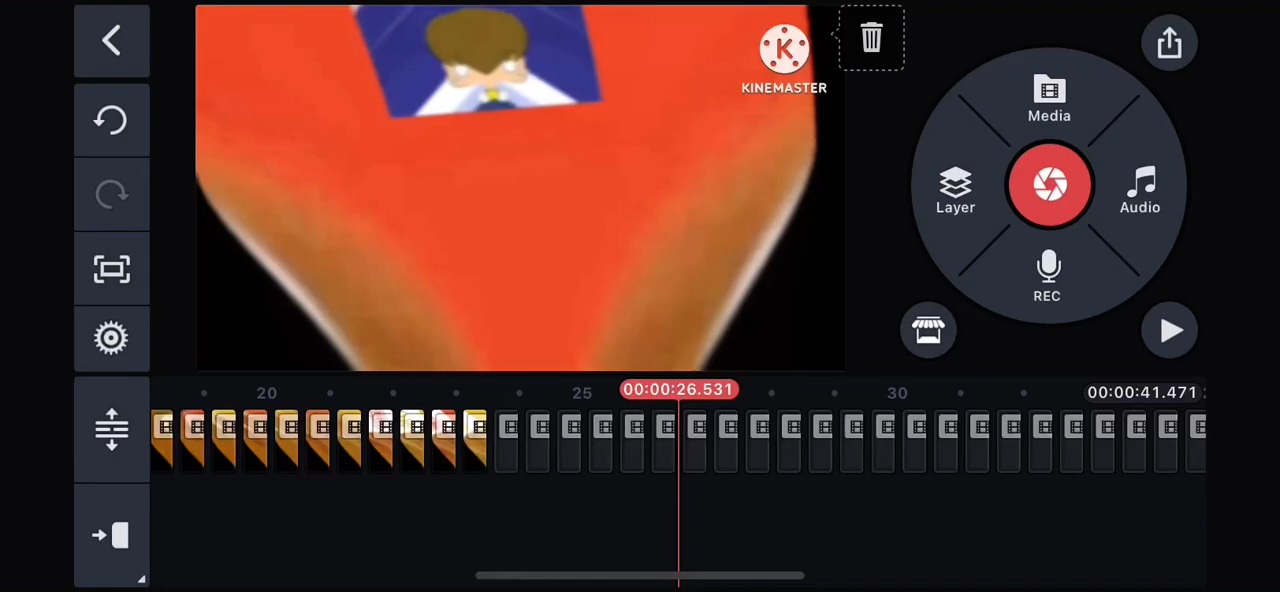 K
KINEMASTER
Media
Layer
Audio
REC
20
25
00:00:26.531
30
00:00:41.471